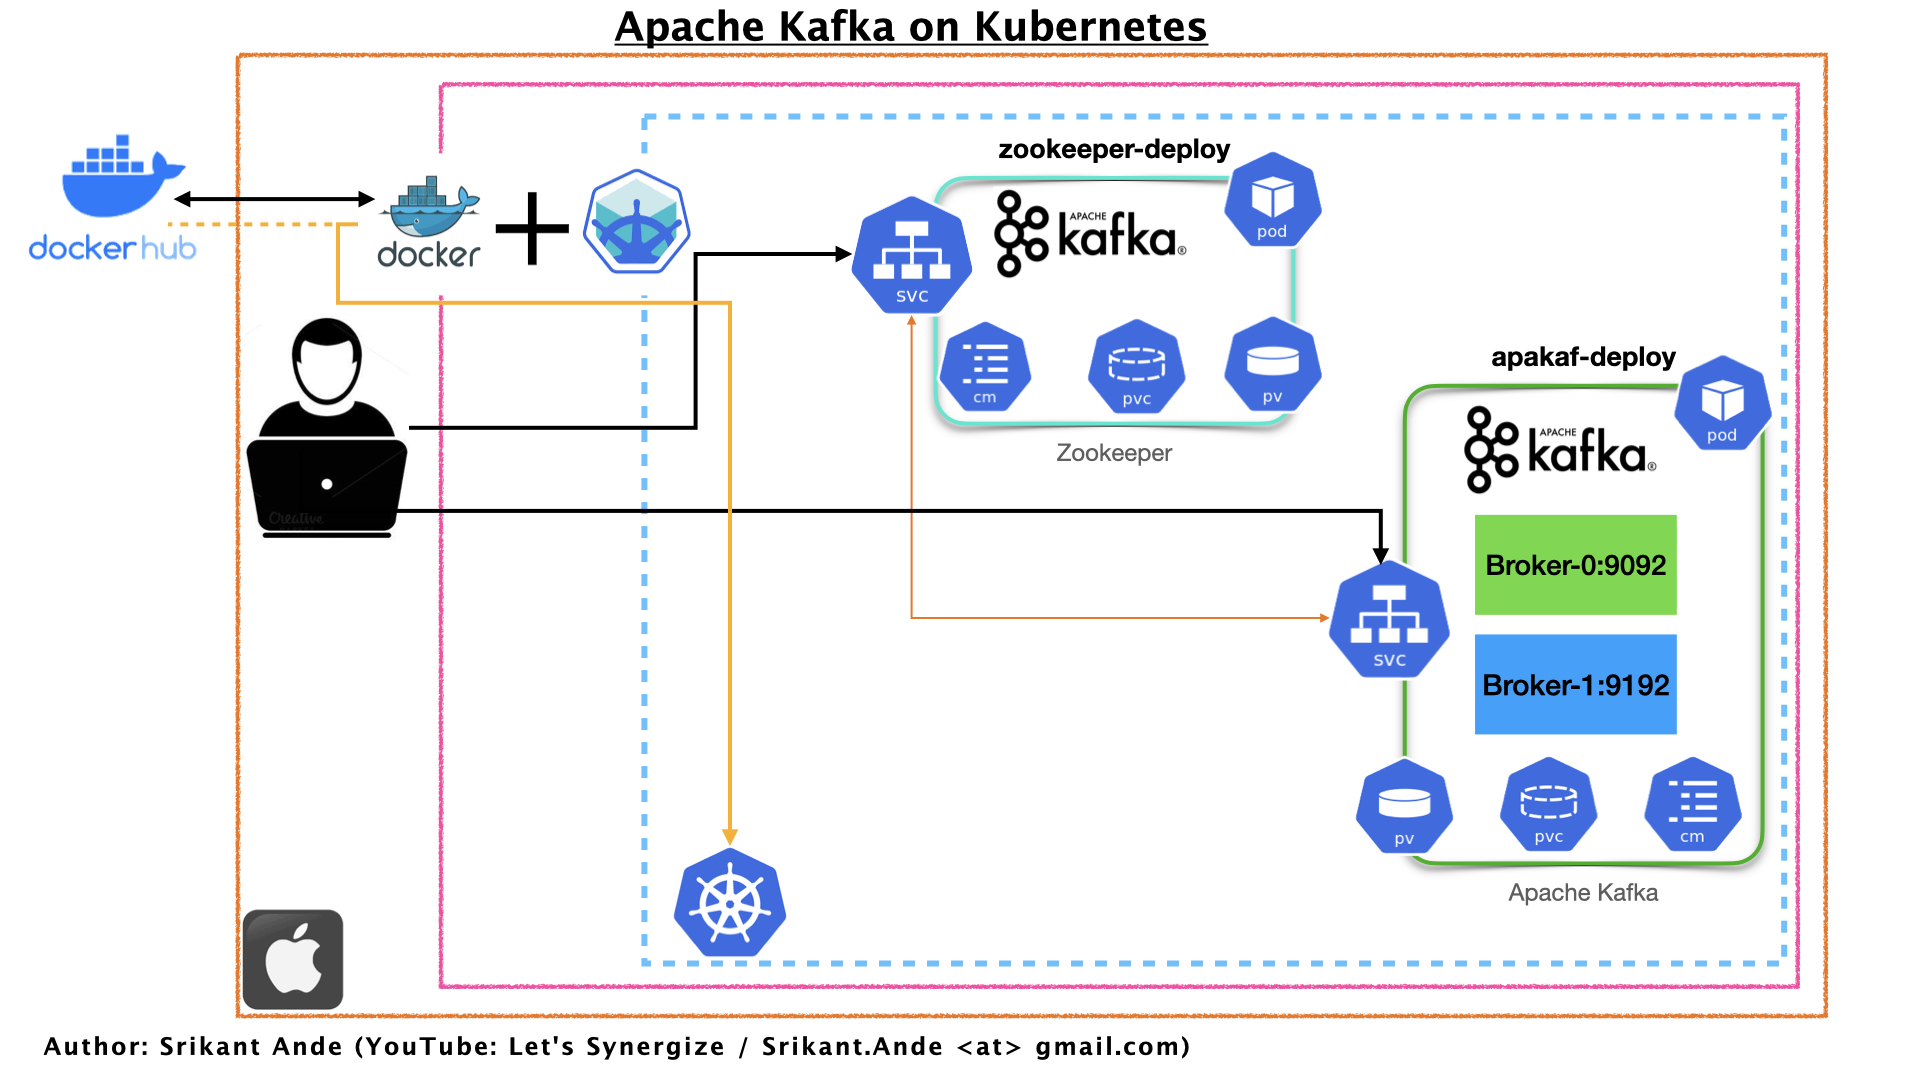 Apache Kafka on Kubernetes
zookeeper-deploy
pod
dockerhub
docker
APACHE
kafka®
svc
cm
pvc
pv
Zookeeper
apakaf-deploy
pod
APACHE
kafka®
Creative
Broker-0:9092
svc
Broker-1:9192
pv
pvc
cm
Apache Kafka
Author: Srikant Ande (YouTube: Let's Synergize / Srikant.Ande <at> gmail.com)